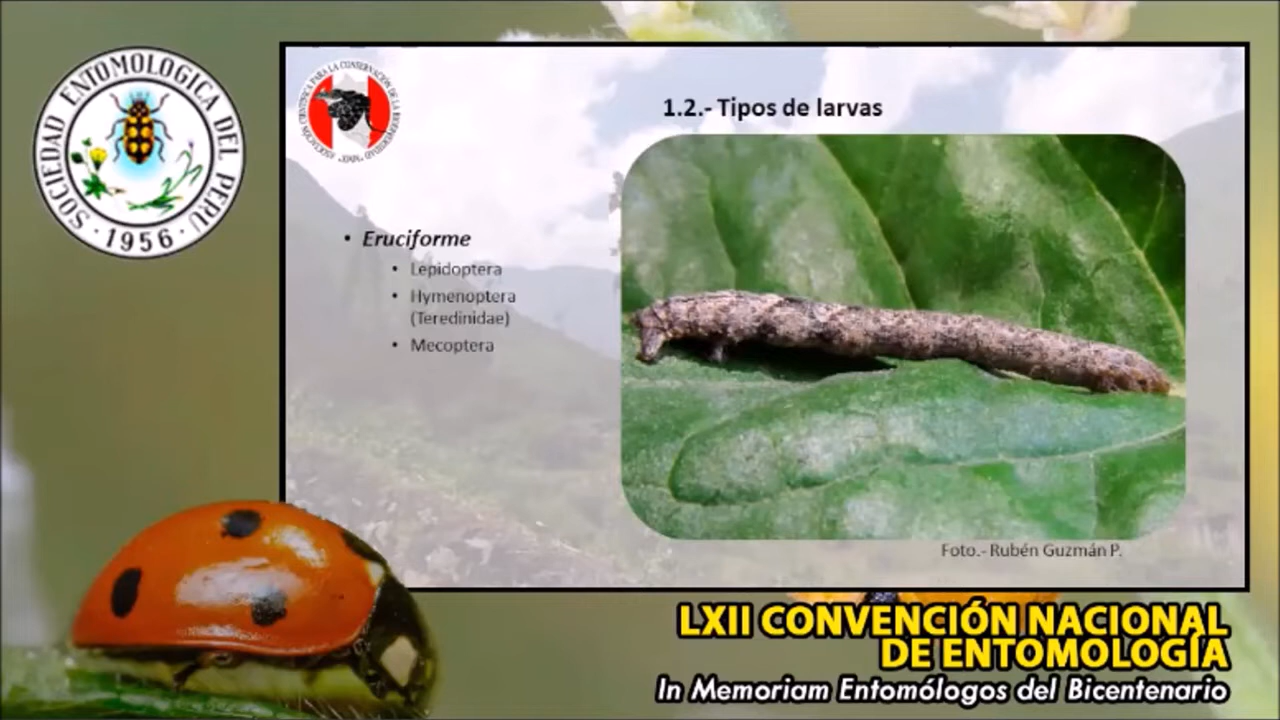 SOCIEDAD ENTOMOLOGICA DEL PERU
· 1956 ·
1.2.- Tipos de larvas
• Eruciforme
• Lepidoptera
• Hymenoptera
(Teredinidae)
• Mecoptera
Foto.- Rubén Guzmán P.
LXII CONVENCIÓN NACIONAL
DE ENTOMOLOGÍA
In Memoriam Entomólogos del Bicentenario